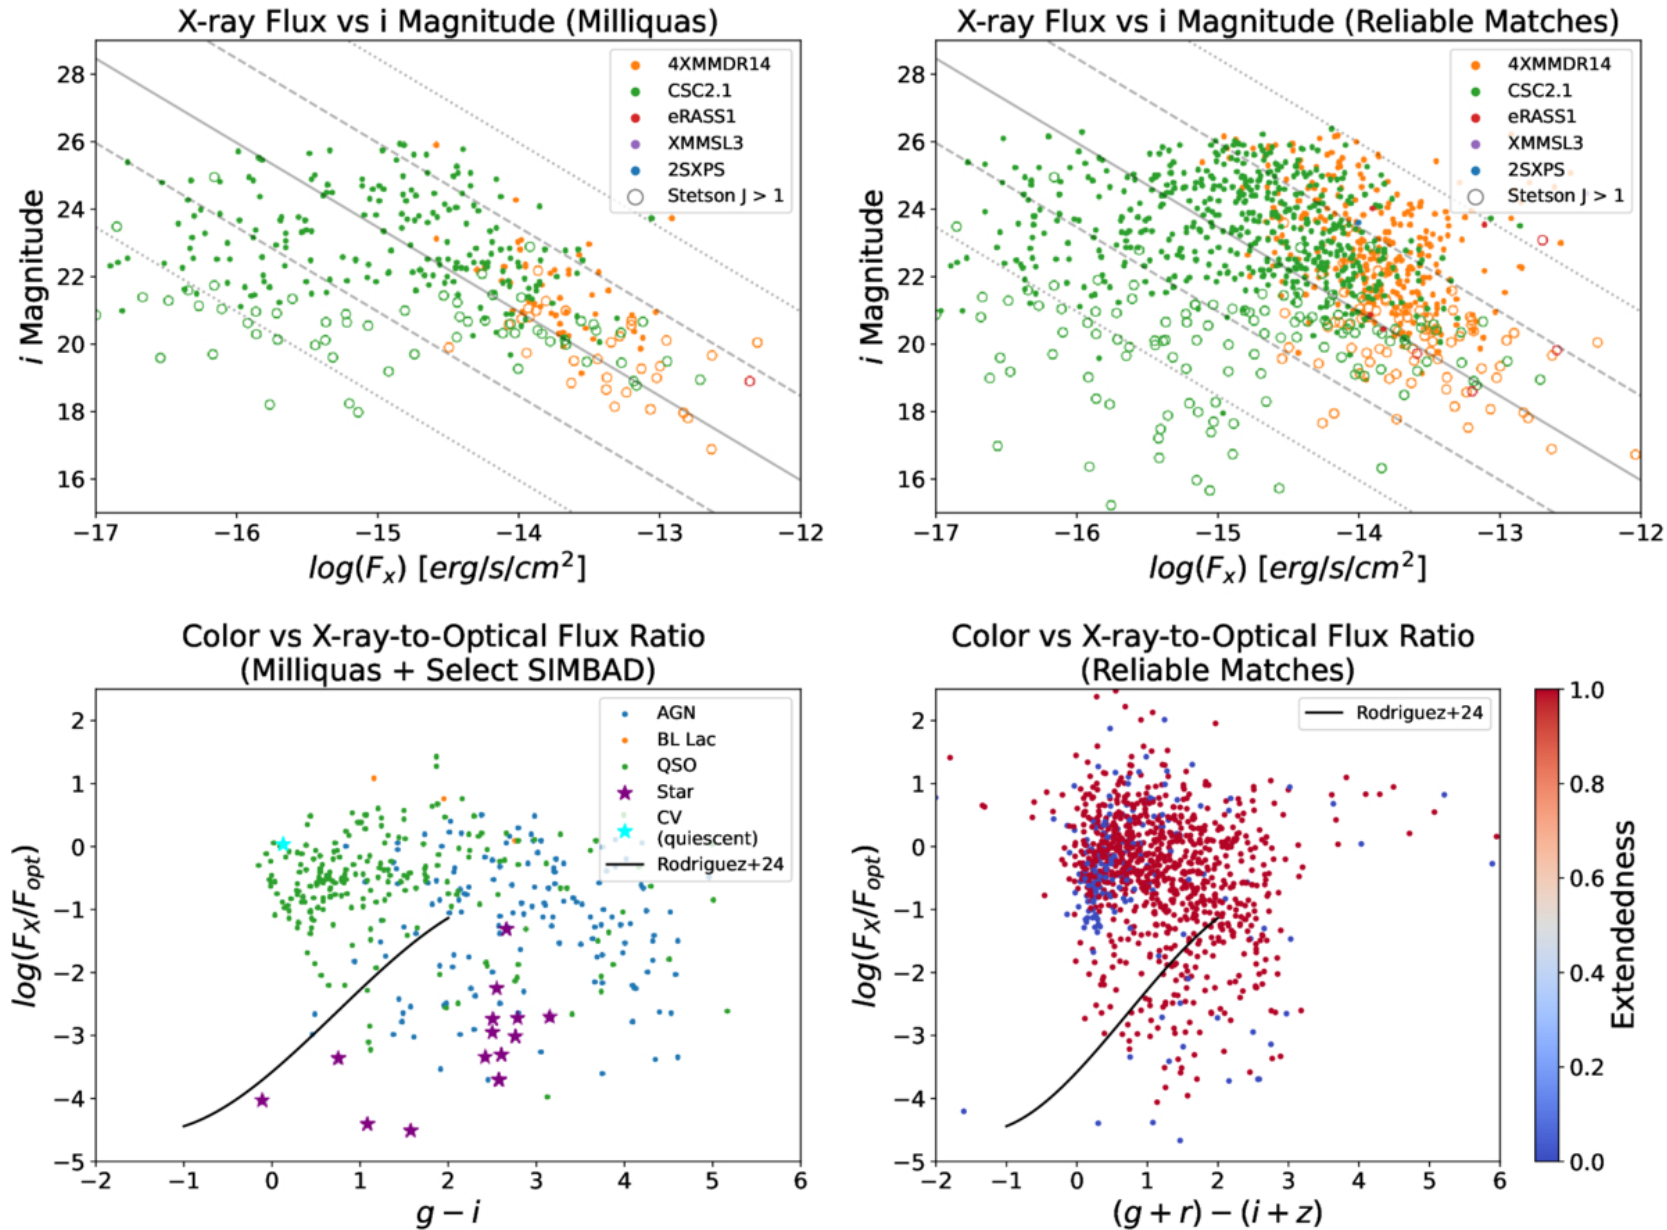 X-ray Flux vs i Magnitude (Milliquas)
28
26
24
22
20
18
16
i Magnitude
4XMMDR14
CSC2.1
eRASS1
XMMSL3
2SXPS
Stetson J > 1
−17 −16 −15 −14 −13 −12
log(Fₓ) [erg/s/cm²]
X-ray Flux vs i Magnitude (Reliable Matches)
28
26
24
22
20
18
16
i Magnitude
4XMMDR14
CSC2.1
eRASS1
XMMSL3
2SXPS
Stetson J > 1
−17 −16 −15 −14 −13 −12
log(Fₓ) [erg/s/cm²]
Color vs X-ray-to-Optical Flux Ratio
(Milliquas + Select SIMBAD)
2
1
0
−1
−2
−3
−4
−5
log(F_X/F_opt)
AGN
BL Lac
QSO
Star
CV
(quiescent)
Rodriguez+24
−2 −1 0 1 2 3 4 5 6
g − i
Color vs X-ray-to-Optical Flux Ratio
(Reliable Matches)
2
1
0
−1
−2
−3
−4
−5
log(F_X/F_opt)
Rodriguez+24
−2 −1 0 1 2 3 4 5 6
(g + r) − (i + z)
1.0
0.8
0.6
0.4
0.2
0.0
Extendedness